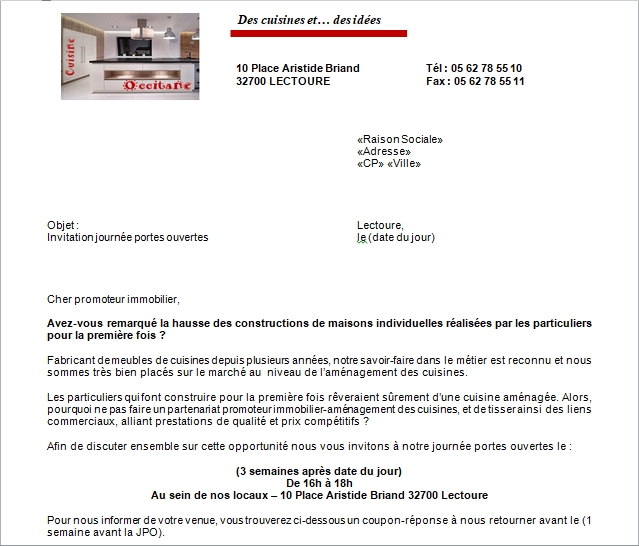 Des cuisines et… des idées
Cuisine
Occitane
10 Place Aristide Briand Tél : 05 62 78 55 10
32700 LECTOURE Fax : 05 62 78 55 11
«Raison Sociale»
«Adresse»
«CP» «Ville»
Objet : Lectoure,
Invitation journée portes ouvertes le (date du jour)
Cher promoteur immobilier,
Avez-vous remarqué la hausse des constructions de maisons individuelles réalisées par les particuliers
pour la première fois ?
Fabricant de meubles de cuisines depuis plusieurs années, notre savoir-faire dans le métier est reconnu et nous
sommes très bien placés sur le marché au niveau de l'aménagement des cuisines.
Les particuliers qui font construire pour la première fois rêveraient sûrement d'une cuisine aménagée. Alors,
pourquoi ne pas faire un partenariat promoteur immobilier-aménagement des cuisines, et de tisser ainsi des liens
commerciaux, alliant prestations de qualité et prix compétitifs ?
Afin de discuter ensemble sur cette opportunité nous vous invitons à notre journée portes ouvertes le :
(3 semaines après date du jour)
De 16h à 18h
Au sein de nos locaux – 10 Place Aristide Briand 32700 Lectoure
Pour nous informer de votre venue, vous trouverez ci-dessous un coupon-réponse à nous retourner avant le (1
semaine avant la JPO).